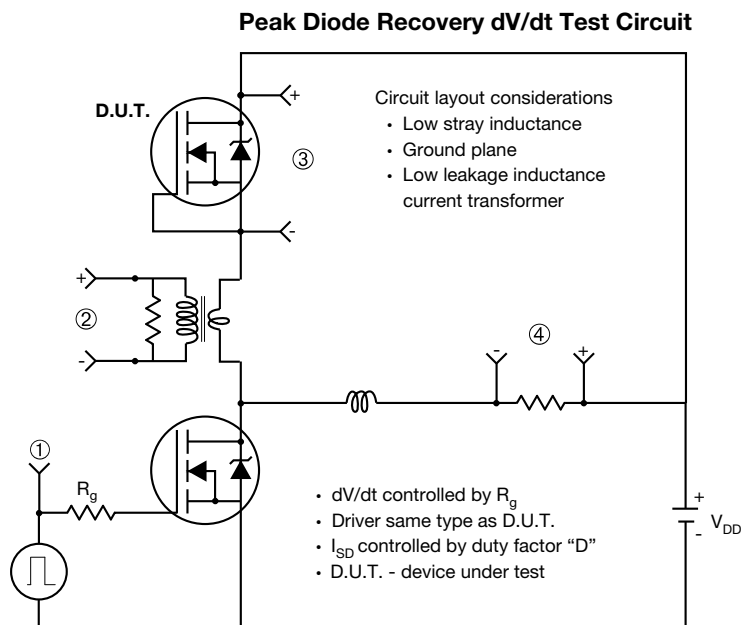 Peak Diode Recovery dV/dt Test Circuit
D.U.T.
+
Circuit layout considerations
• Low stray inductance
• Ground plane
• Low leakage inductance
current transformer
③
-
+
②
-
-
④
+
①
Rg
• dV/dt controlled by Rg
• Driver same type as D.U.T.
• ISD controlled by duty factor “D”
• D.U.T. - device under test
+
-
VDD